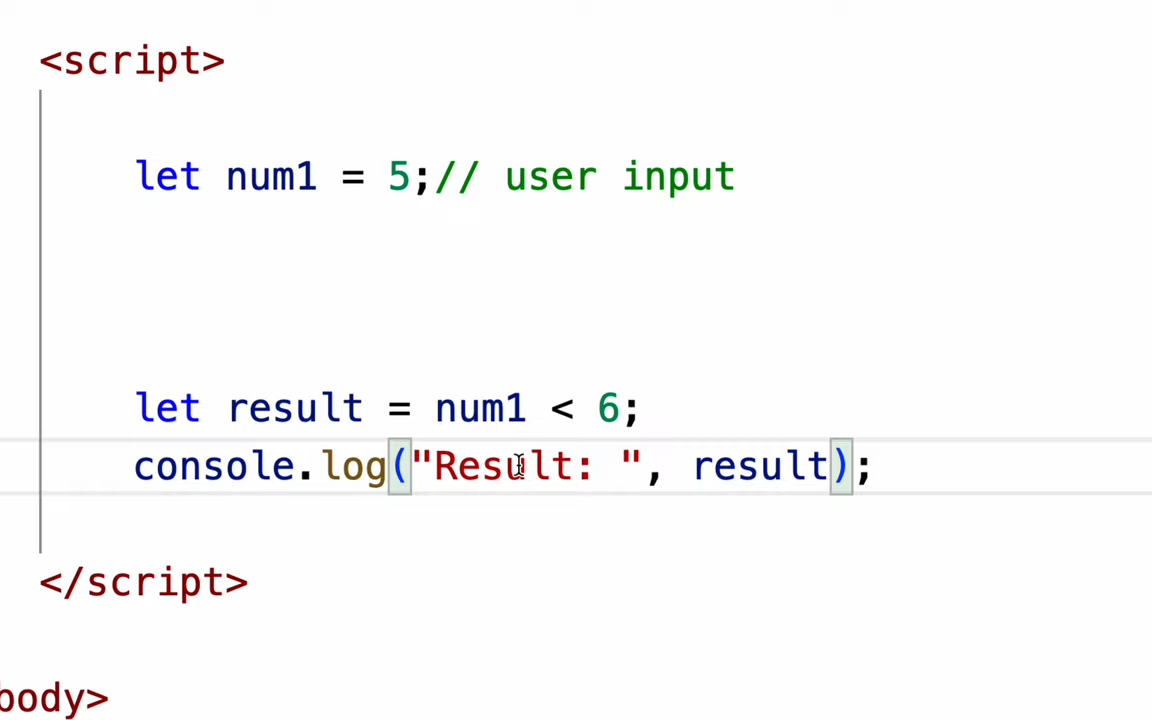 <script>
let num1 = 5;// user input
let result = num1 < 6;
console.log("Result: ", result);
</script>
body>